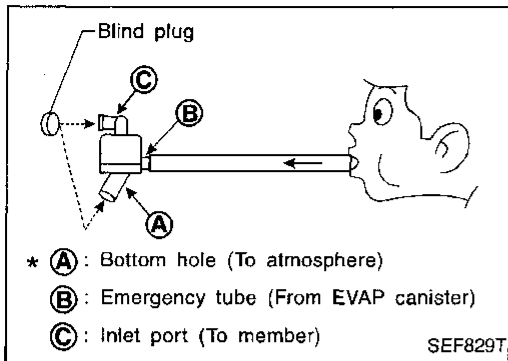 Blind plug
C
B
A
* A : Bottom hole (To atmosphere)
B : Emergency tube (From EVAP canister)
C : Inlet port (To member)
SEF829T